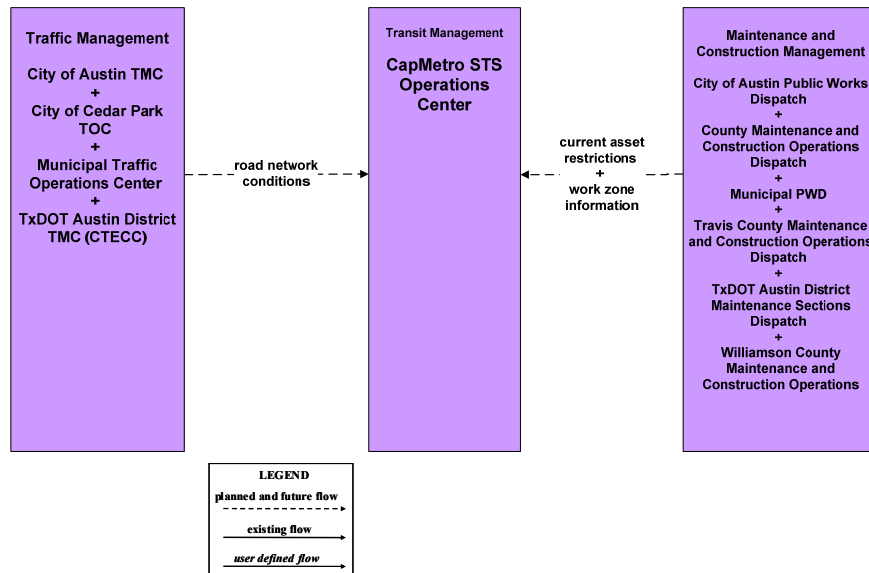 Traffic Management
City of Austin TMC
+
City of Cedar Park
TOC
+
Municipal Traffic
Operations Center
+
TxDOT Austin District
TMC (CTECC)
road network
conditions
Transit Management
CapMetro STS
Operations
Center
current asset
restrictions
+
work zone
information
Maintenance and
Construction Management
City of Austin Public Works
Dispatch
+
County Maintenance and
Construction Operations
Dispatch
+
Municipal PWD
+
Travis County Maintenance
and Construction Operations
Dispatch
+
TxDOT Austin District
Maintenance Sections
Dispatch
+
Williamson County
Maintenance and
Construction Operations
LEGEND
planned and future flow
existing flow
user defined flow